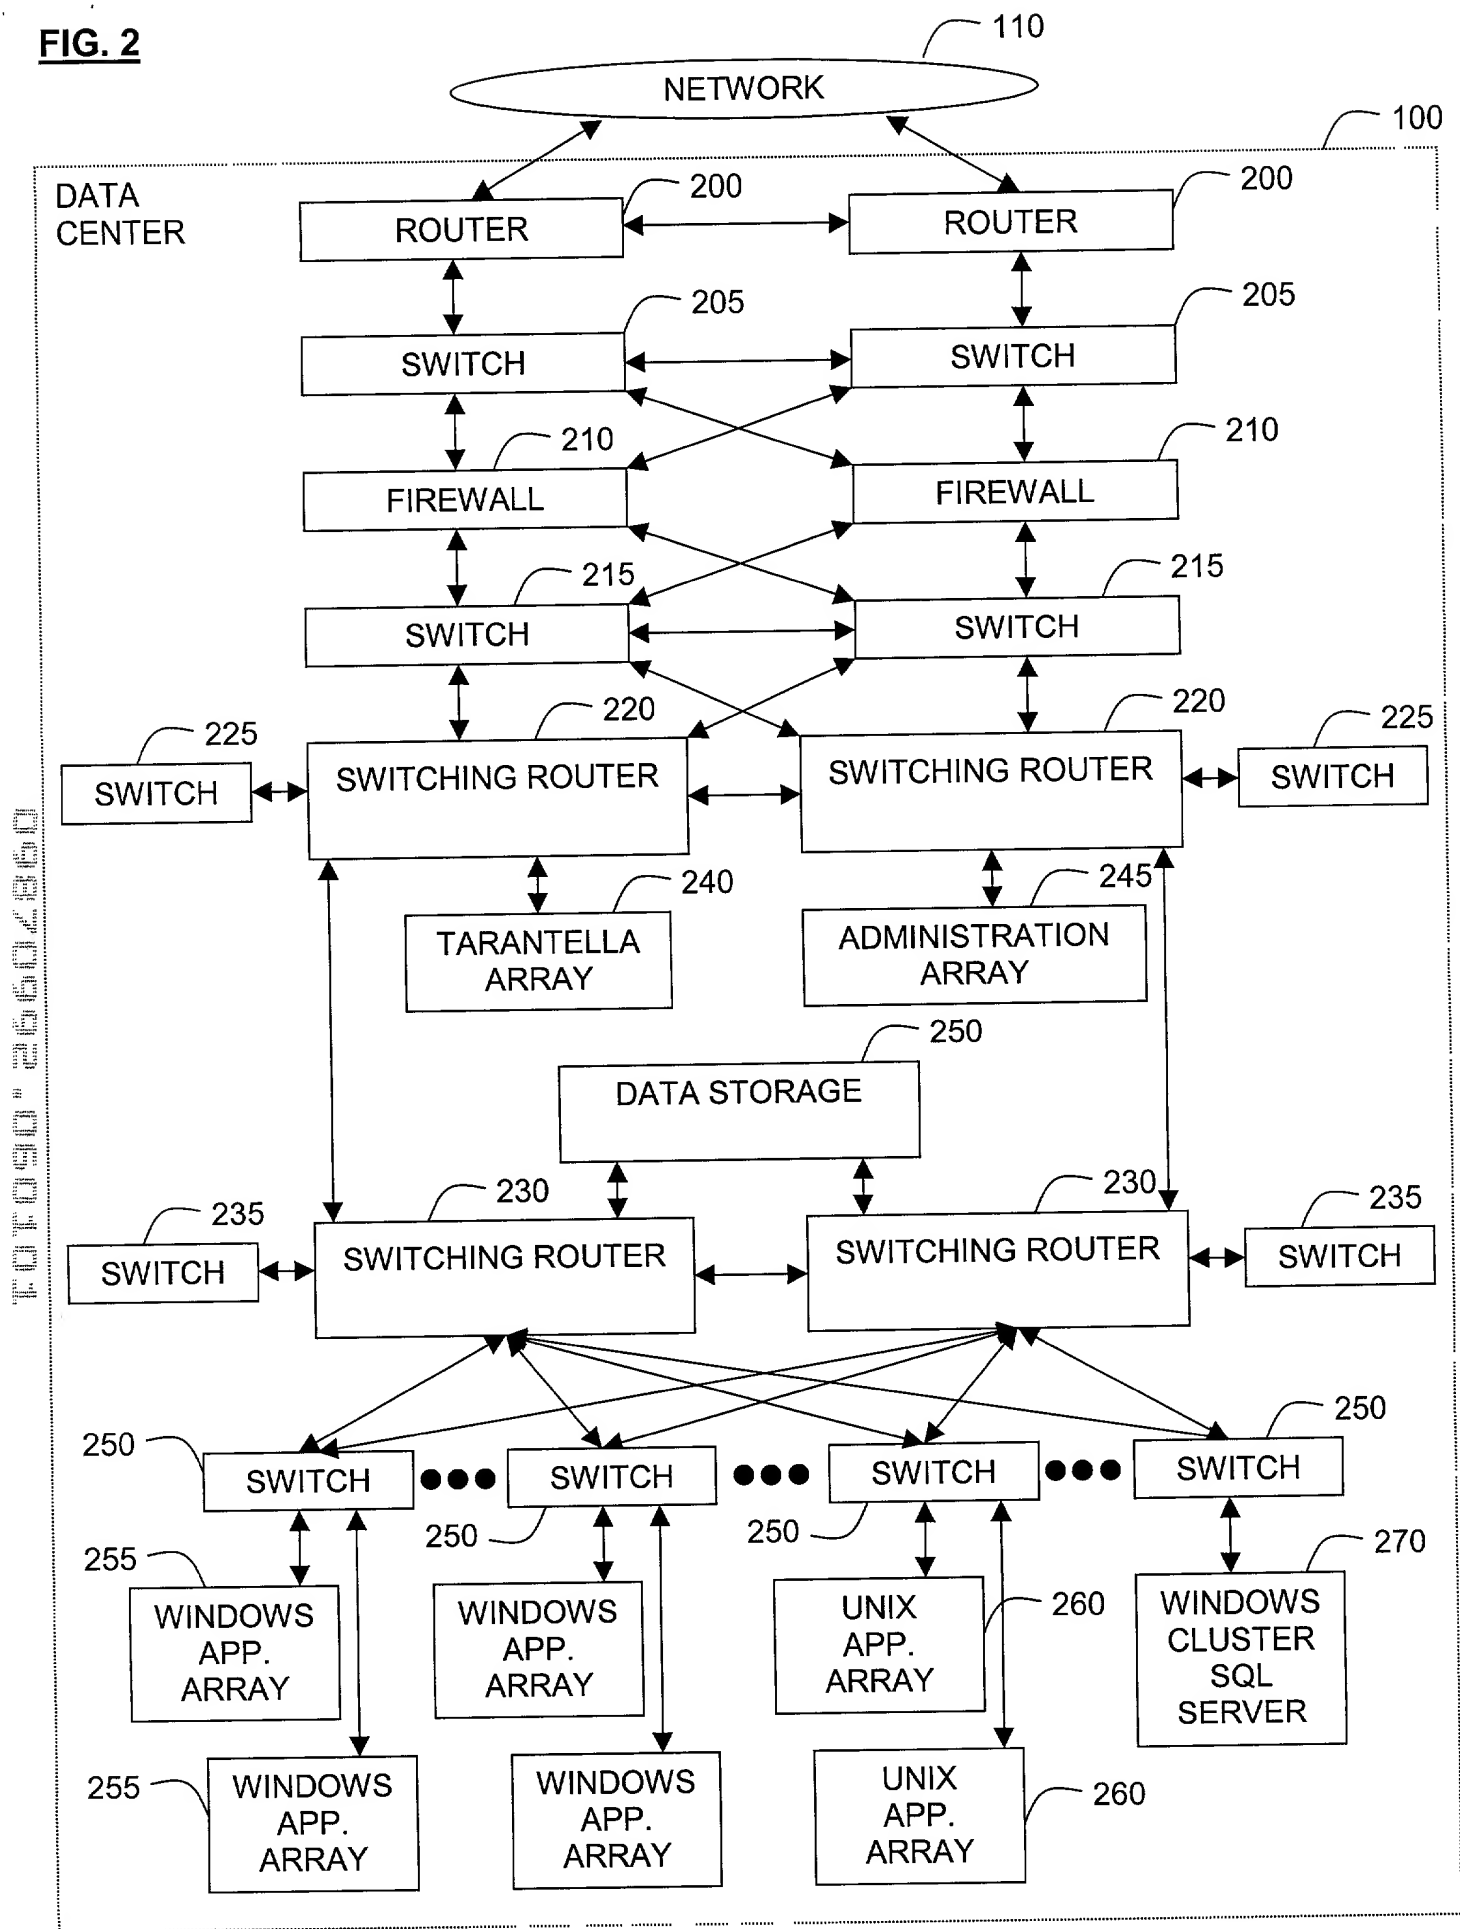 FIG. 2
110
NETWORK
100
DATA
CENTER
200
200
ROUTER
ROUTER
205
205
SWITCH
SWITCH
210
210
FIREWALL
FIREWALL
215
215
SWITCH
SWITCH
220
220
225
225
SWITCHING ROUTER
SWITCHING ROUTER
SWITCH
SWITCH
240
245
TARANTELLA
ARRAY
ADMINISTRATION
ARRAY
250
DATA STORAGE
230
230
235
235
SWITCHING ROUTER
SWITCHING ROUTER
SWITCH
SWITCH
250
250
SWITCH
SWITCH
SWITCH
SWITCH
250
250
255
270
WINDOWS
APP.
ARRAY
WINDOWS
APP.
ARRAY
UNIX
APP.
ARRAY
260
WINDOWS
CLUSTER
SQL
SERVER
255
WINDOWS
APP.
ARRAY
WINDOWS
APP.
ARRAY
UNIX
APP.
ARRAY
260